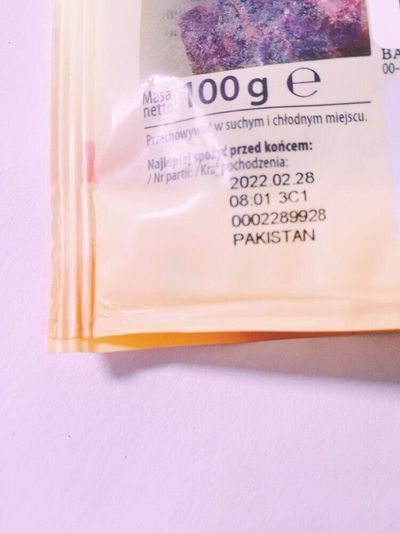 BA
00-
Masa
netto: 100 g ℮
Przechowywać w suchym i chłodnym miejscu.
Najlepiej spożyć przed końcem:
/ Nr partii: / Kraj pochodzenia:
2022.02.28
08:01 3C1
0002289928
PAKISTAN